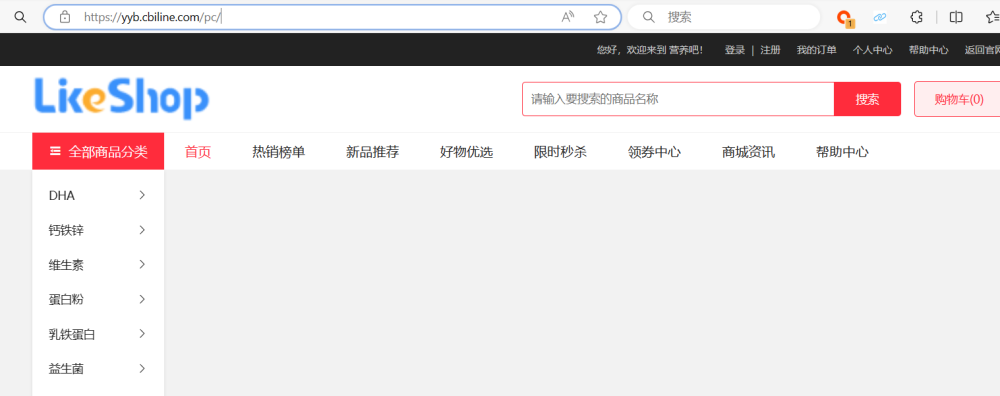 https://yyb.cbiline.com/pc/ 搜索 1
您好，欢迎来到 营养吧！ 登录 | 注册 我的订单 个人中心 帮助中心 返回官网
LikeShop 请输入要搜索的商品名称 搜索 购物车(0)
全部商品分类 首页 热销榜单 新品推荐 好物优选 限时秒杀 领券中心 商城资讯 帮助中心
DHA
钙铁锌
维生素
蛋白粉
乳铁蛋白
益生菌